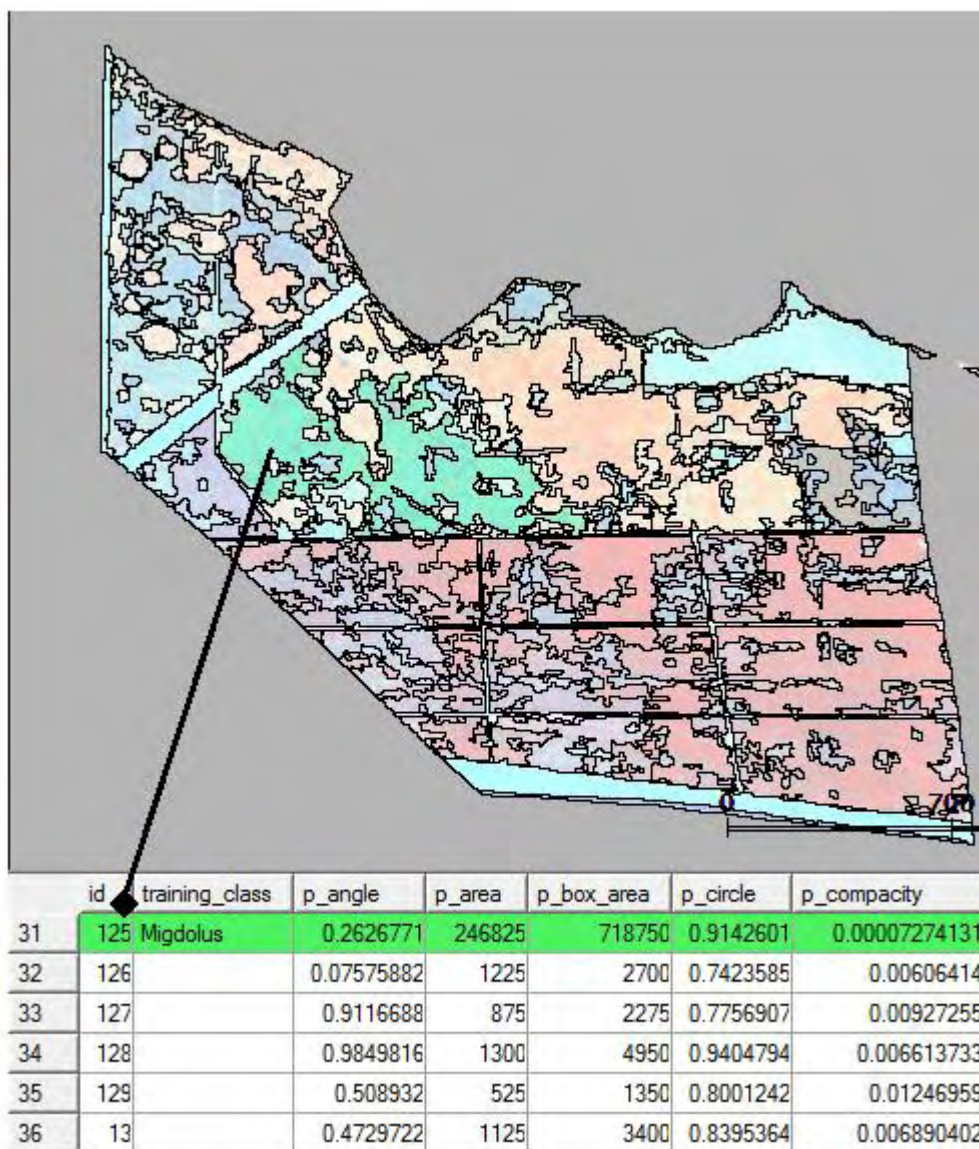 0 700
id training_class p_angle p_area p_box_area p_circle p_compacity
31 125 Migdolus 0.2626771 246825 718750 0.9142601 0.00007274131
32 126 0.07575882 1225 2700 0.7423585 0.00606414
33 127 0.9116688 875 2275 0.7756907 0.00927255
34 128 0.9849816 1300 4950 0.9404794 0.006613733
35 129 0.508932 525 1350 0.8001242 0.01246959
36 13 0.4729722 1125 3400 0.8395364 0.006890402